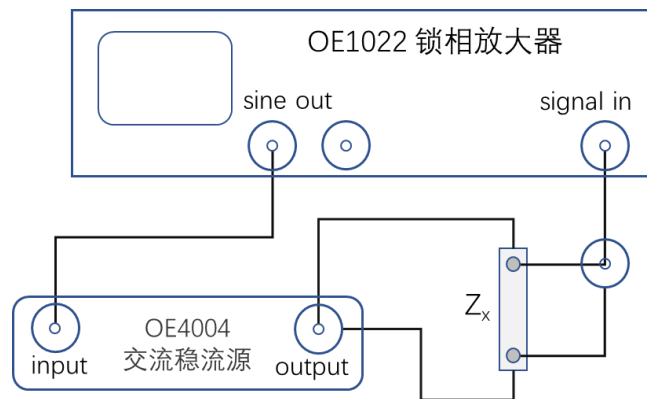 OE1022 锁相放大器
sine out
signal in
Zx
OE4004
交流稳流源
input
output